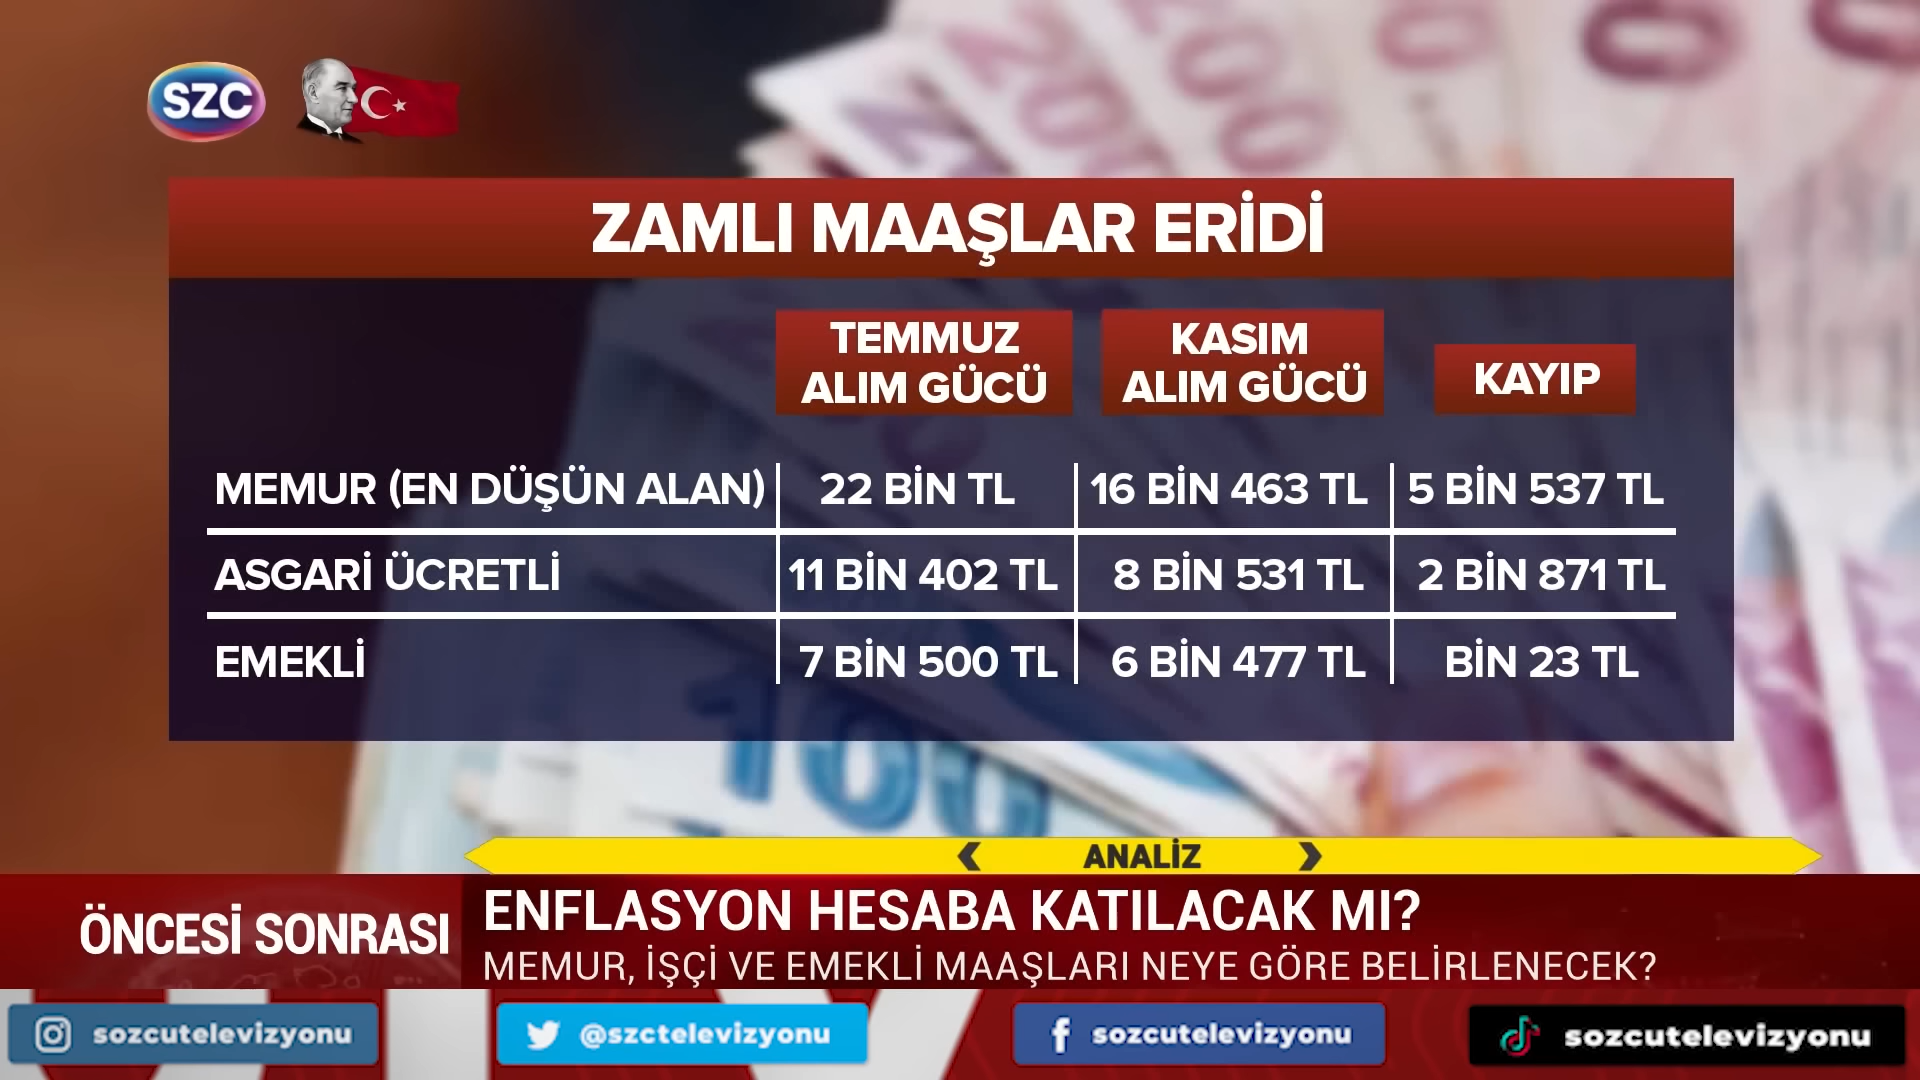 SZC
ZAMLI MAAŞLAR ERİDİ
TEMMUZ
ALIM GÜCÜ
KASIM
ALIM GÜCÜ
KAYIP
MEMUR (EN DÜŞÜN ALAN) 22 BİN TL 16 BİN 463 TL 5 BİN 537 TL
ASGARİ ÜCRETLİ 11 BİN 402 TL 8 BİN 531 TL 2 BİN 871 TL
EMEKLİ 7 BİN 500 TL 6 BİN 477 TL BİN 23 TL
100
200
200
ANALİZ
ÖNCESİ SONRASI
ENFLASYON HESABA KATILACAK MI?
MEMUR, İŞÇİ VE EMEKLİ MAAŞLARI NEYE GÖRE BELİRLENECEK?
sozcutelevizyonu
@szctelevizyonu
sozcutelevizyonu
sozcutelevizyonu